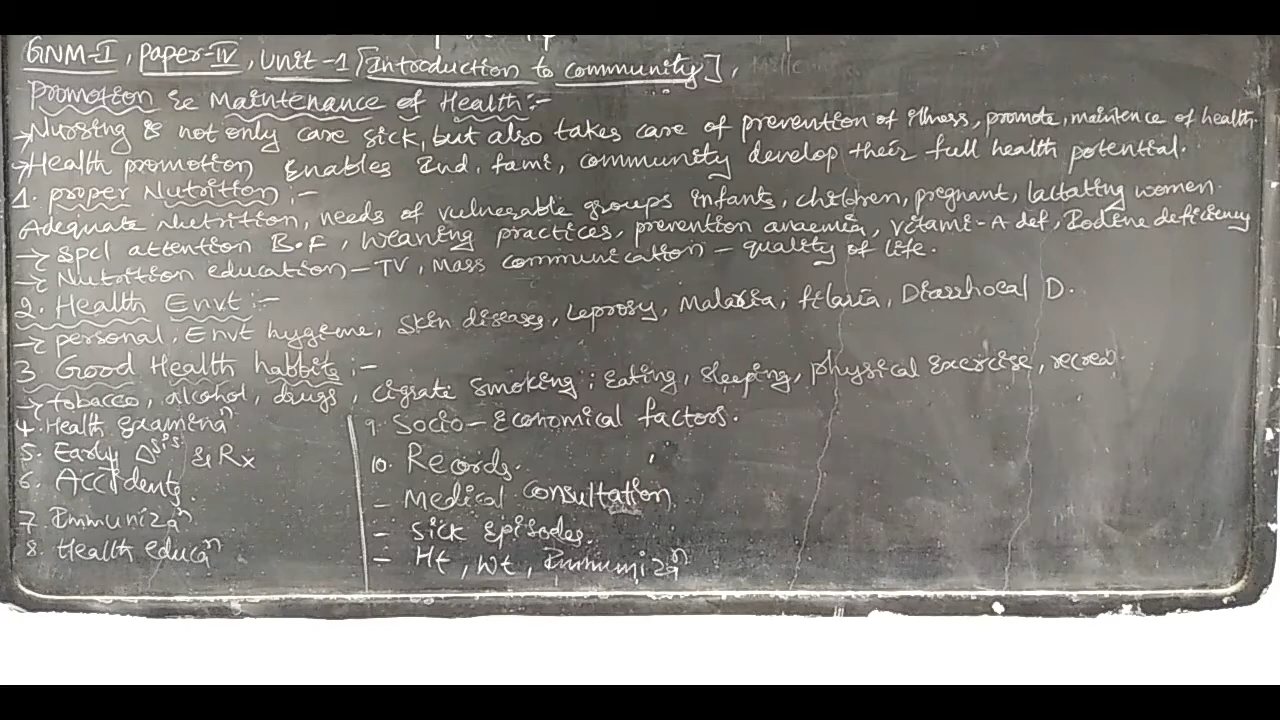 GNM-I, Paper-IV, Unit-1 [Introduction to community],
Promotion & Maintenance of Health:-
→ Nursing is not only care sick, but also takes care of prevention of illness, promote, maintence of health.
→ Health promotion Enables Ind, fami, community develop their full health potential.
1. proper Nutrition:-
Adequate Nutrition, needs of vulnerable groups infants, children, pregnant, lactating women.
→ Spcl attention B.F, Weaning practices, prevention anaemia, vitami-A def, Iodine deficiency
→ Nutrition education – TV, Mass communication – quality of life.
2. Health Envt:-
→ personal, Envt hygiene, Skin diseases, Leprosy, Malaria, filaria, Diarrhoeal D.
3 Good Health habbits:-
→ tobacco, alcohol, drugs, cigrate smoking; Eating, sleeping, physical Exercise, recrea
4. Health Examinaⁿ
5. Early Δsis & Rx
6. Accidents.
7 Immunizaⁿ
8. Health educaⁿ
9. Socio-Economical factors.
10. Records.
- Medical Consultation
- Sick Episodes.
- Ht, Wt, Immunizaⁿ